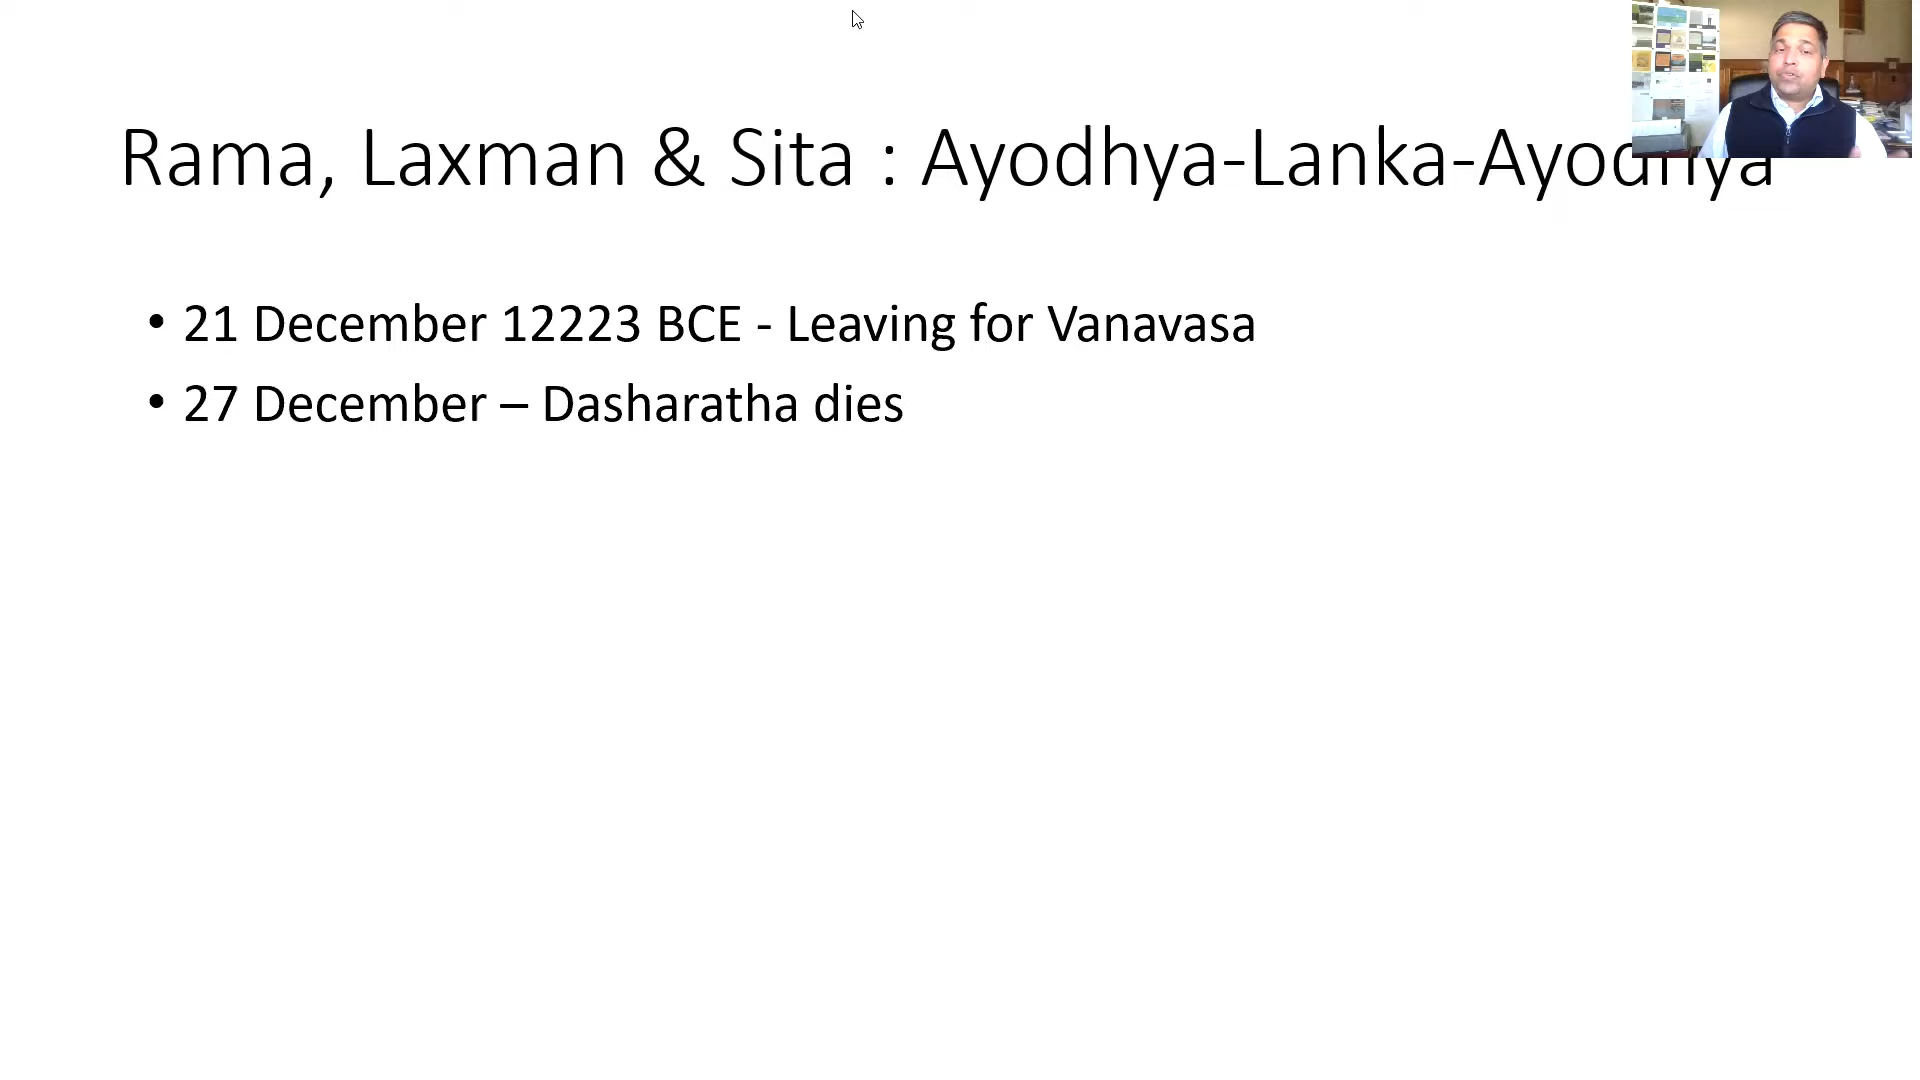 Rama, Laxman & Sita : Ayodhya-Lanka-Ayodhya
• 21 December 12223 BCE - Leaving for Vanavasa
• 27 December – Dasharatha dies